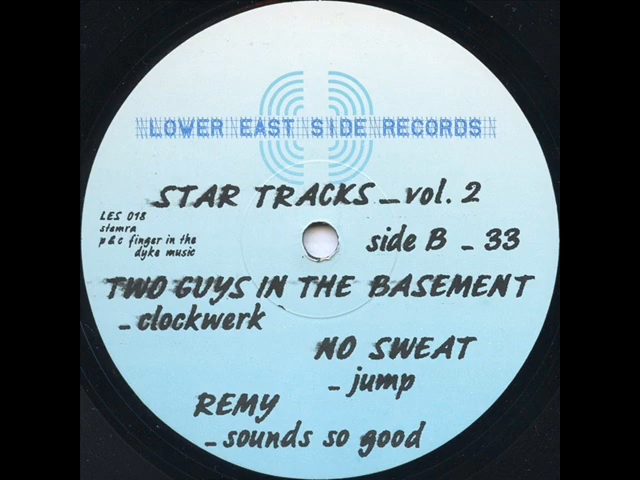 LOWER EAST SIDE RECORDS
STAR TRACKS _ vol. 2
LES 018
stemra
p & c finger in the
dyke music
side B _ 33
TWO GUYS IN THE BASEMENT
_ clockwerk
NO SWEAT
_ jump
REMY
_ sounds so good